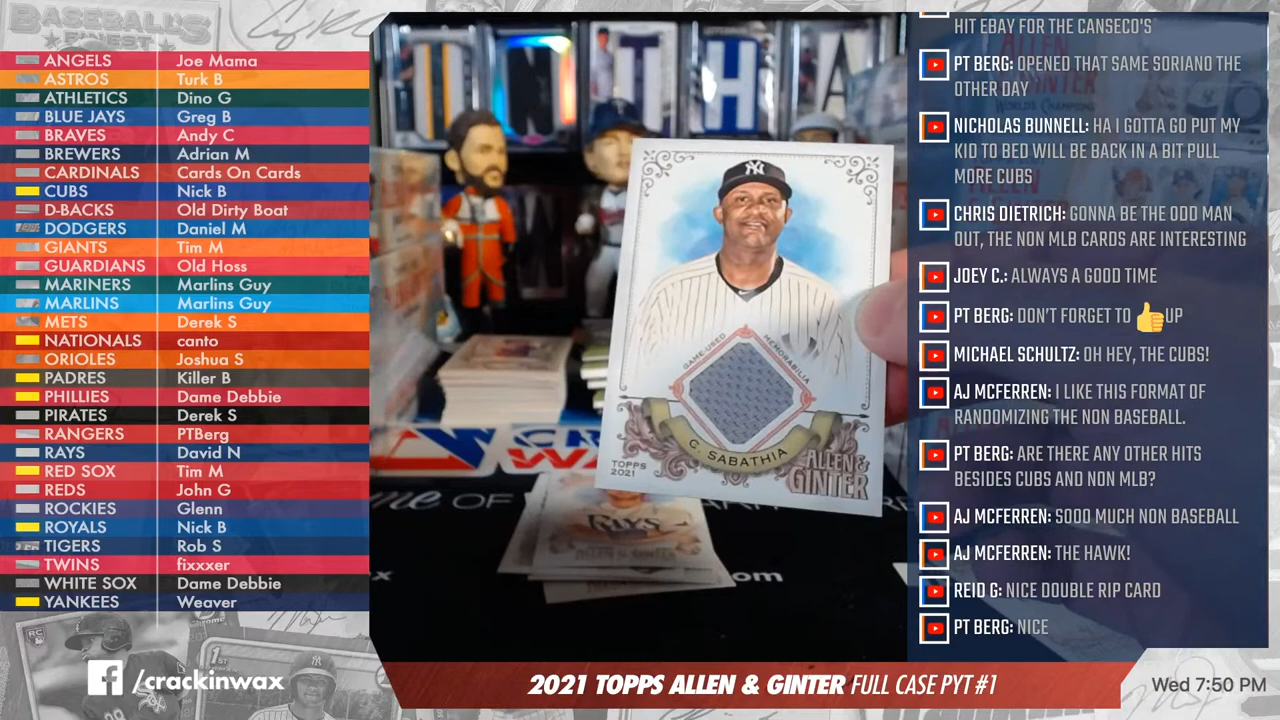 BASEBALL'S
FINEST
ANGELS Joe Mama
ASTROS Turk B
ATHLETICS Dino G
BLUE JAYS Greg B
BRAVES Andy C
BREWERS Adrian M
CARDINALS Cards On Cards
CUBS Nick B
D-BACKS Old Dirty Boat
DODGERS Daniel M
GIANTS Tim M
GUARDIANS Old Hoss
MARINERS Marlins Guy
MARLINS Marlins Guy
METS Derek S
NATIONALS canto
ORIOLES Joshua S
PADRES Killer B
PHILLIES Dame Debbie
PIRATES Derek S
RANGERS PTBerg
RAYS David N
RED SOX Tim M
REDS John G
ROCKIES Glenn
ROYALS Nick B
TIGERS Rob S
TWINS fixxxer
WHITE SOX Dame Debbie
YANKEES Weaver
RC
1st
/crackinwax
I N T H A
GAME-USED MEMORABILIA
C. SABATHIA
TOPPS
2021
ALLEN &
GINTER
RAYS
OF
om
HIT EBAY FOR THE CANSECO'S
PT BERG: OPENED THAT SAME SORIANO THE
OTHER DAY
NICHOLAS BUNNELL: HA I GOTTA GO PUT MY
KID TO BED WILL BE BACK IN A BIT PULL
MORE CUBS
CHRIS DIETRICH: GONNA BE THE ODD MAN
OUT, THE NON MLB CARDS ARE INTERESTING
JOEY C.: ALWAYS A GOOD TIME
PT BERG: DON'T FORGET TO 👍UP
MICHAEL SCHULTZ: OH HEY, THE CUBS!
AJ MCFERREN: I LIKE THIS FORMAT OF
RANDOMIZING THE NON BASEBALL.
PT BERG: ARE THERE ANY OTHER HITS
BESIDES CUBS AND NON MLB?
AJ MCFERREN: SOOO MUCH NON BASEBALL
AJ MCFERREN: THE HAWK!
REID G: NICE DOUBLE RIP CARD
PT BERG: NICE
2021 TOPPS ALLEN & GINTER FULL CASE PYT #1
Wed 7:50 PM